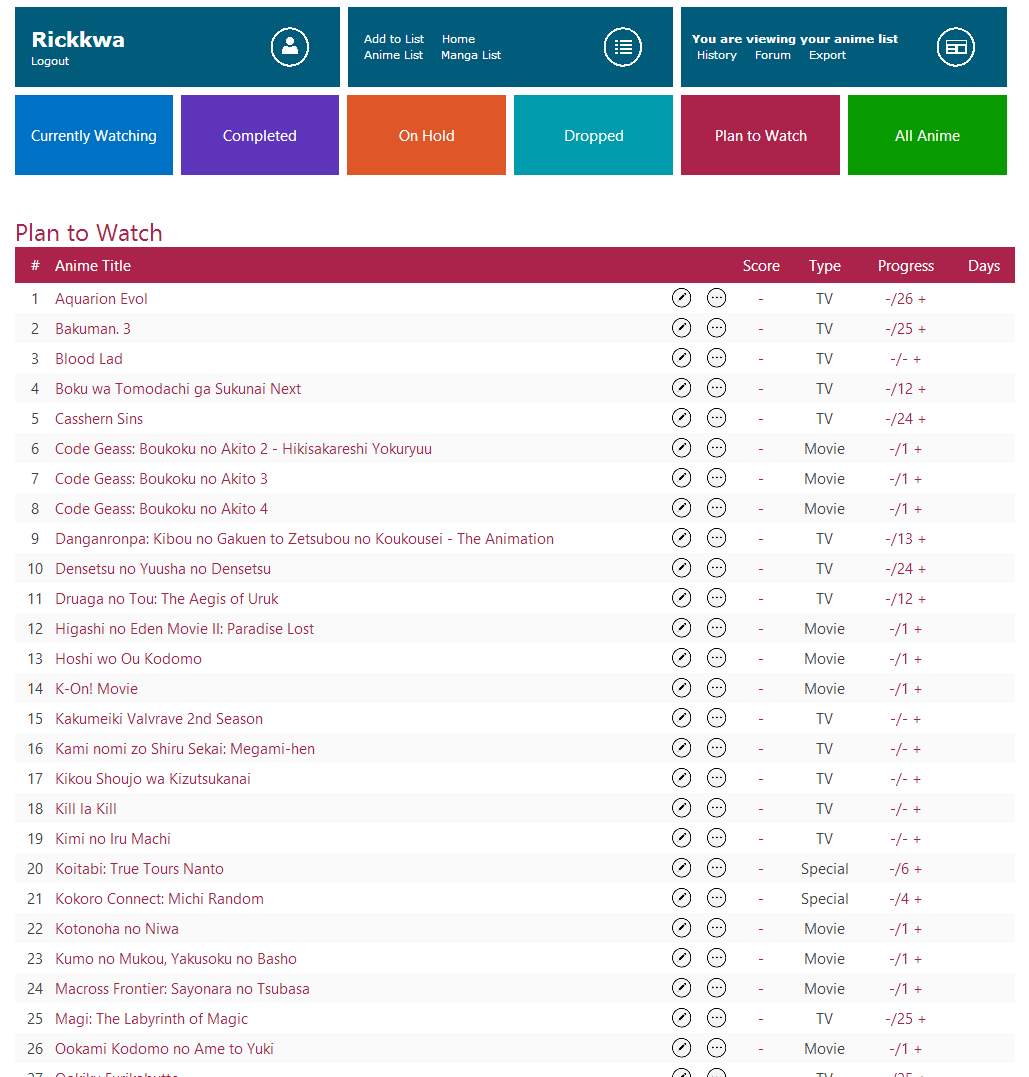 Rickkwa
Logout
Add to List Home
Anime List Manga List
You are viewing your anime list
History Forum Export
Currently Watching
Completed
On Hold
Dropped
Plan to Watch
All Anime
Plan to Watch
# Anime Title Score Type Progress Days
1 Aquarion Evol - TV -/26 +
2 Bakuman. 3 - TV -/25 +
3 Blood Lad - TV -/- +
4 Boku wa Tomodachi ga Sukunai Next - TV -/12 +
5 Casshern Sins - TV -/24 +
6 Code Geass: Boukoku no Akito 2 - Hikisakareshi Yokuryuu - Movie -/1 +
7 Code Geass: Boukoku no Akito 3 - Movie -/1 +
8 Code Geass: Boukoku no Akito 4 - Movie -/1 +
9 Danganronpa: Kibou no Gakuen to Zetsubou no Koukousei - The Animation - TV -/13 +
10 Densetsu no Yuusha no Densetsu - TV -/24 +
11 Druaga no Tou: The Aegis of Uruk - TV -/12 +
12 Higashi no Eden Movie II: Paradise Lost - Movie -/1 +
13 Hoshi wo Ou Kodomo - Movie -/1 +
14 K-On! Movie - Movie -/1 +
15 Kakumeiki Valvrave 2nd Season - TV -/- +
16 Kami nomi zo Shiru Sekai: Megami-hen - TV -/- +
17 Kikou Shoujo wa Kizutsukanai - TV -/- +
18 Kill la Kill - TV -/- +
19 Kimi no Iru Machi - TV -/- +
20 Koitabi: True Tours Nanto - Special -/6 +
21 Kokoro Connect: Michi Random - Special -/4 +
22 Kotonoha no Niwa - Movie -/1 +
23 Kumo no Mukou, Yakusoku no Basho - Movie -/1 +
24 Macross Frontier: Sayonara no Tsubasa - Movie -/1 +
25 Magi: The Labyrinth of Magic - TV -/25 +
26 Ookami Kodomo no Ame to Yuki - Movie -/1 +
27 Ookiku Furikabutte - TV -/25 +